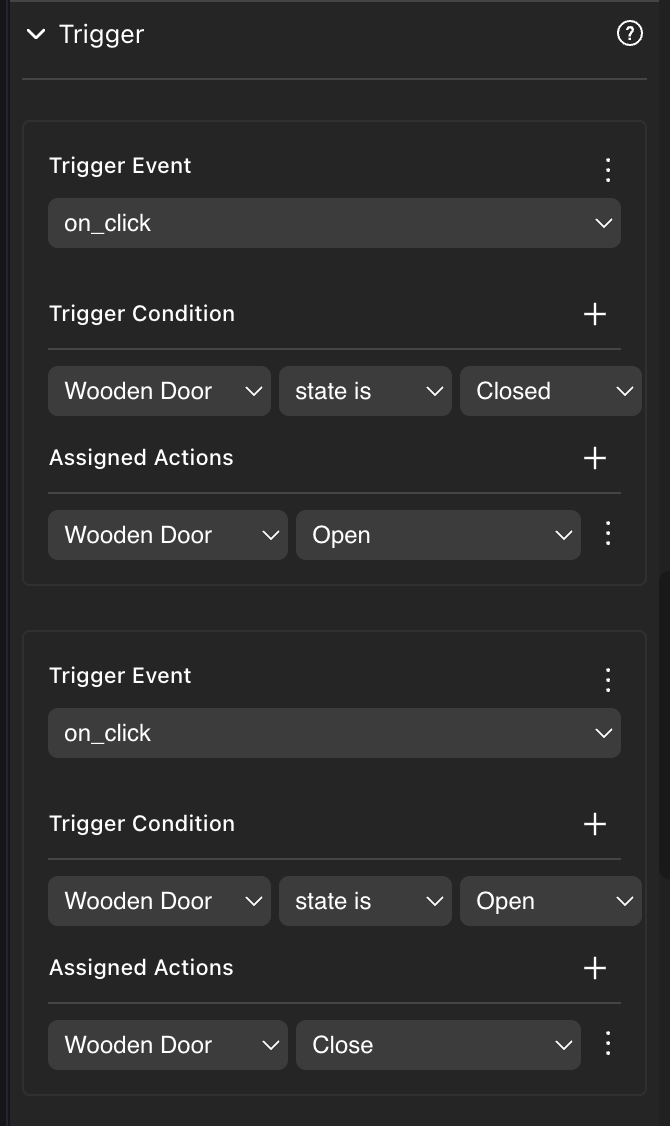 Trigger
?
Trigger Event
on_click
Trigger Condition
Wooden Door state is Closed
Assigned Actions
Wooden Door Open
Trigger Event
on_click
Trigger Condition
Wooden Door state is Open
Assigned Actions
Wooden Door Close